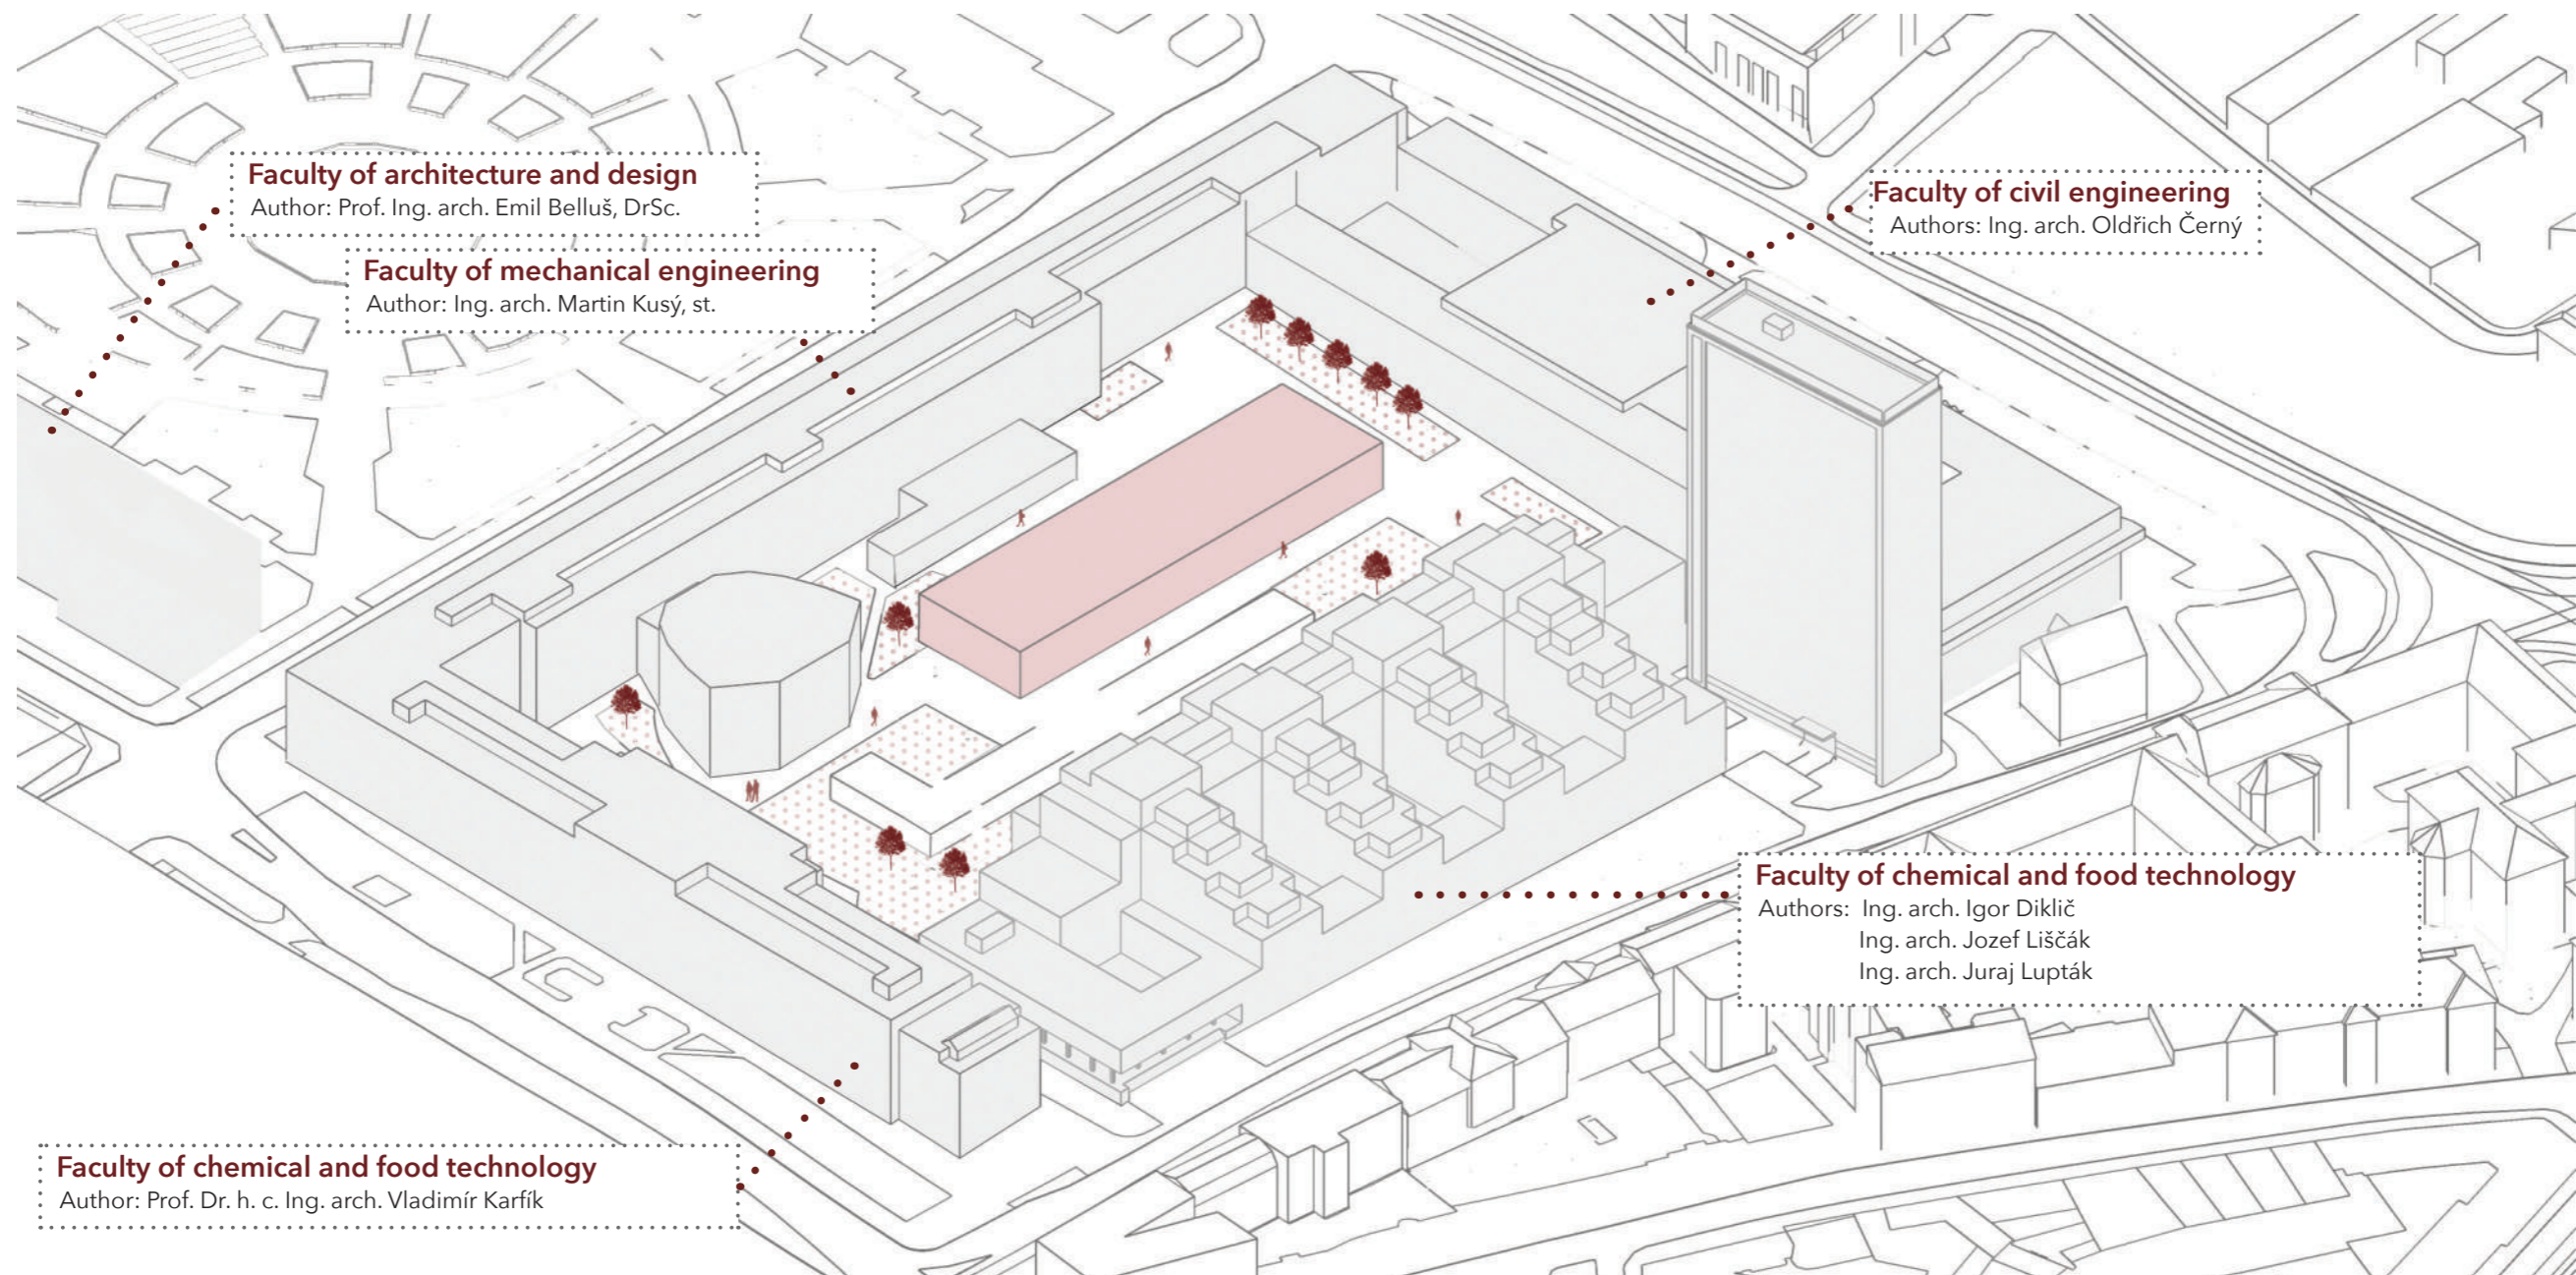 Faculty of architecture and design
Author: Prof. Ing. arch. Emil Belluš, DrSc.
Faculty of mechanical engineering
Author: Ing. arch. Martin Kusý, st.
Faculty of civil engineering
Authors: Ing. arch. Oldřich Černý
Faculty of chemical and food technology
Authors: Ing. arch. Igor Diklič
Ing. arch. Jozef Liščák
Ing. arch. Juraj Lupták
Faculty of chemical and food technology
Author: Prof. Dr. h. c. Ing. arch. Vladimír Karfík